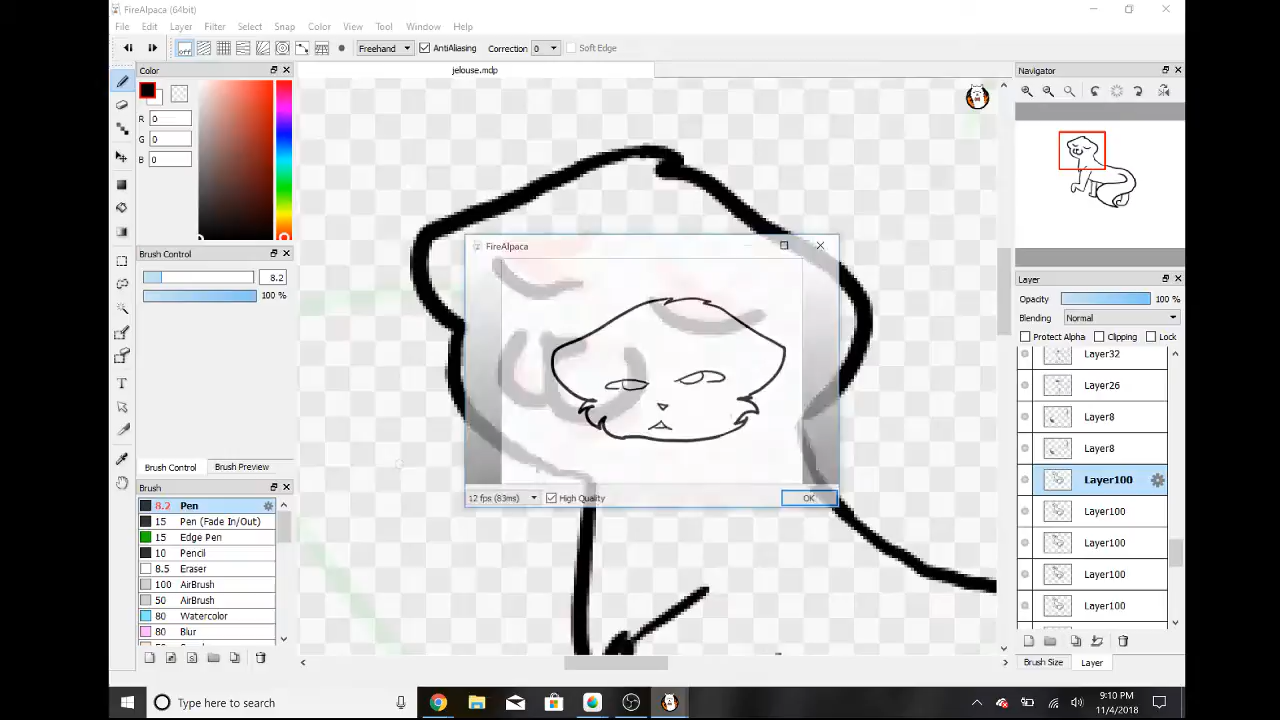 FireAlpaca (64bit)
File Edit Layer Filter Select Snap Color View Tool Window Help
OFF Freehand AntiAliasing Correction 0 Soft Edge
Color
jelouse.mdp
Navigator
R 0
G 0
B 0
Brush Control
8.2
100 %
Brush Control Brush Preview
Brush
8.2 Pen
15 Pen (Fade In/Out)
15 Edge Pen
10 Pencil
8.5 Eraser
100 AirBrush
50 AirBrush
80 Watercolor
80 Blur
FireAlpaca
12 fps (83ms) High Quality OK
Layer
Opacity 100 %
Blending Normal
Protect Alpha Clipping Lock
Layer32
Layer26
Layer8
Layer8
Layer100
Layer100
Layer100
Layer100
Layer100
Brush Size Layer
Type here to search
9:10 PM
11/4/2018